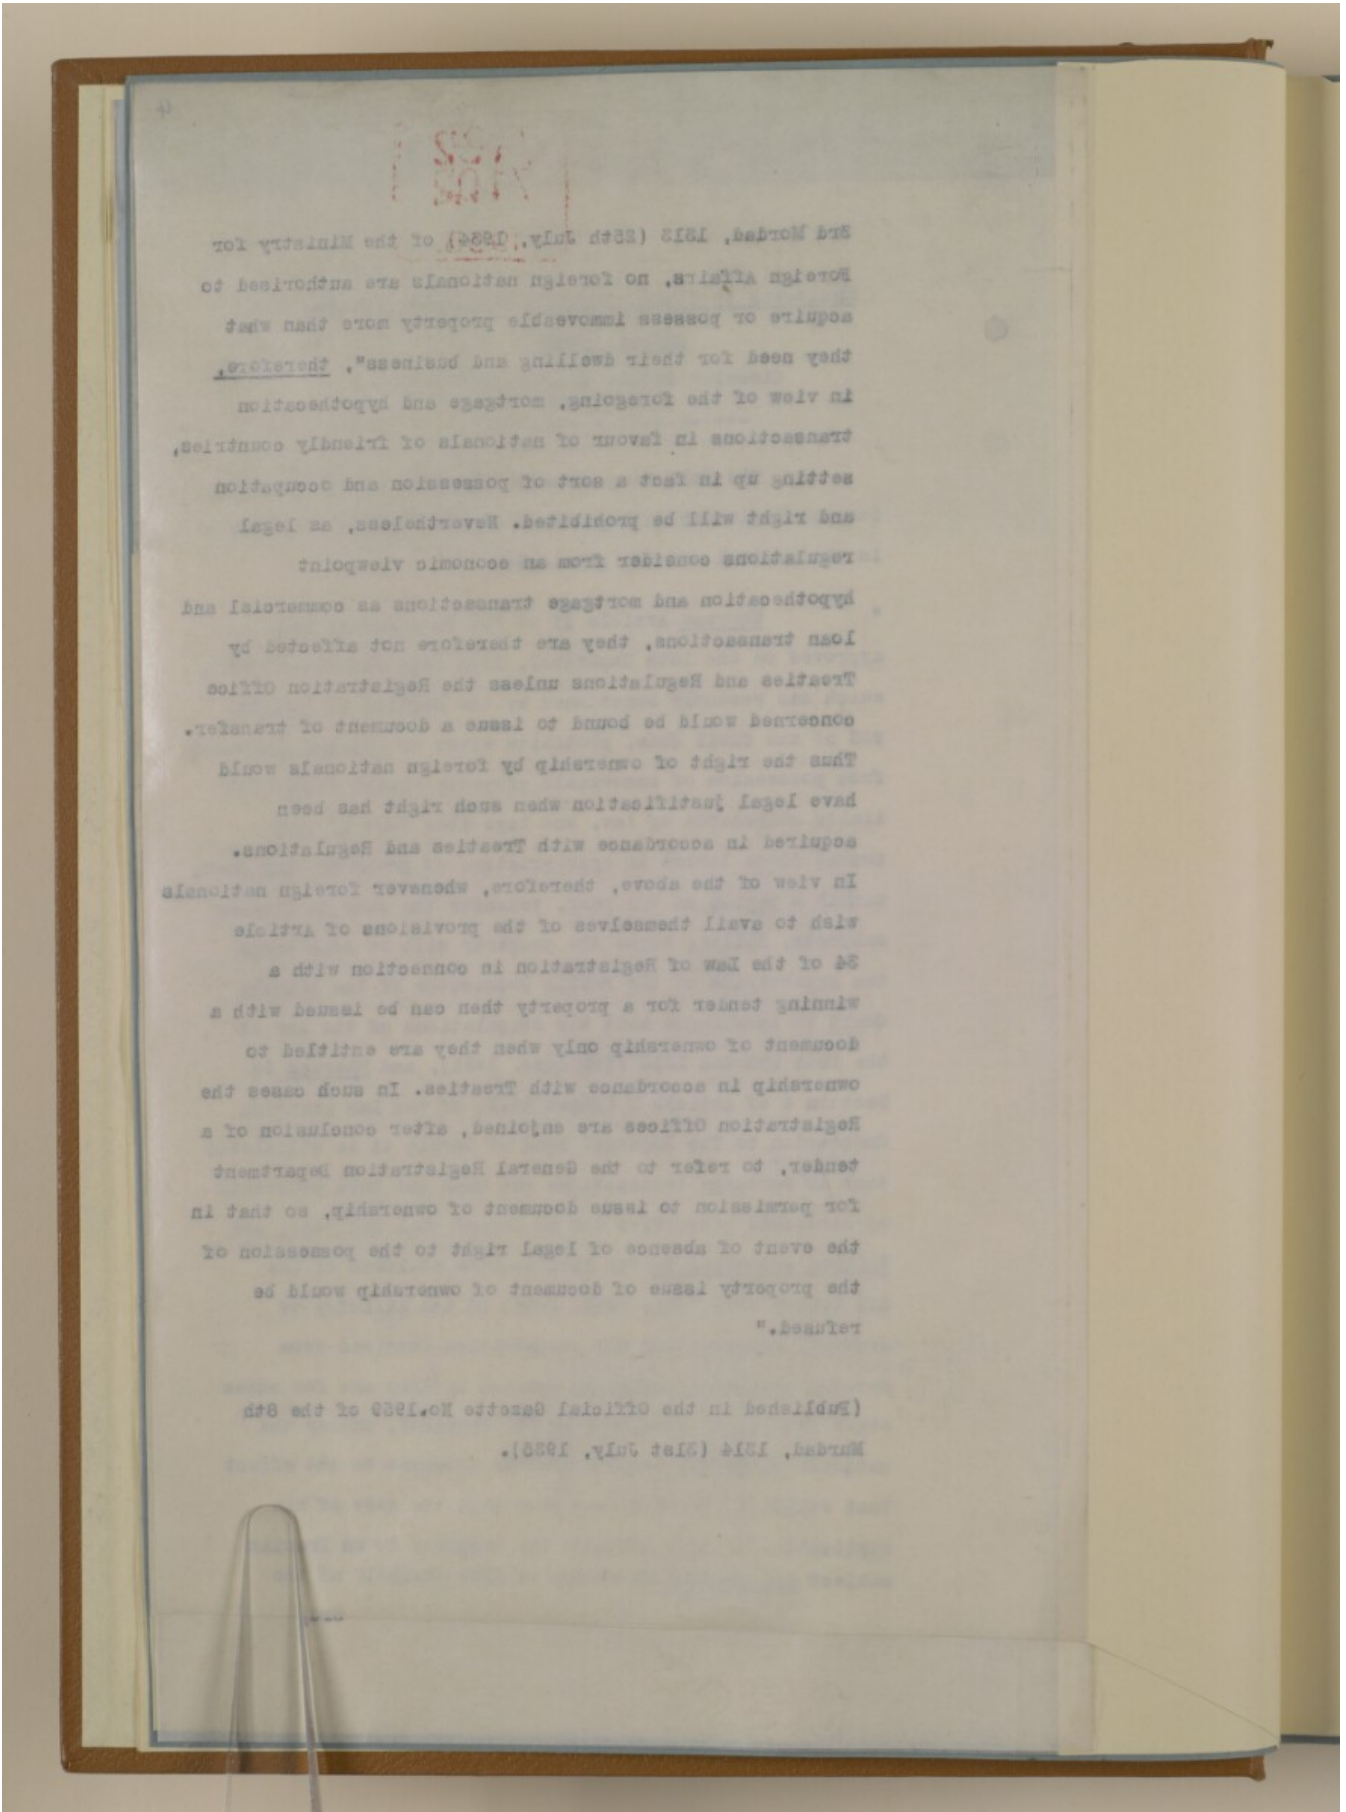 3rd Mordad, 1313 (25th July, 1934) of the Ministry for
Foreign Affairs, no foreign nationals are authorised to
acquire or possess immoveable property more than what
they need for their dwelling and business", therefore,
in view of the foregoing, mortgage and hypothecation
transactions in favour of nationals of friendly countries,
setting up in fact a sort of possession and occupation
and right will be prohibited. Nevertheless, as legal
regulations consider from an economic viewpoint
hypothecation and mortgage transactions as commercial and
loan transactions, they are therefore not affected by
Treaties and Regulations unless the Registration Office
concerned would be bound to issue a document of transfer.
Thus the right of ownership by foreign nationals would
have legal justification when such right has been
acquired in accordance with Treaties and Regulations.
In view of the above, therefore, whenever foreign nationals
wish to avail themselves of the provisions of Article
34 of the Law of Registration in connection with a
winning tender for a property then can be issued with a
document of ownership only when they are entitled to
ownership in accordance with Treaties. In such cases the
Registration Offices are enjoined, after conclusion of a
tender, to refer to the General Registration Department
for permission to issue document of ownership, so that in
the event of absence of legal right to the possession of
the property issue of document of ownership would be
refused."
(Published in the Official Gazette No.1959 of the 8th
Murdad, 1314 (31st July, 1935).